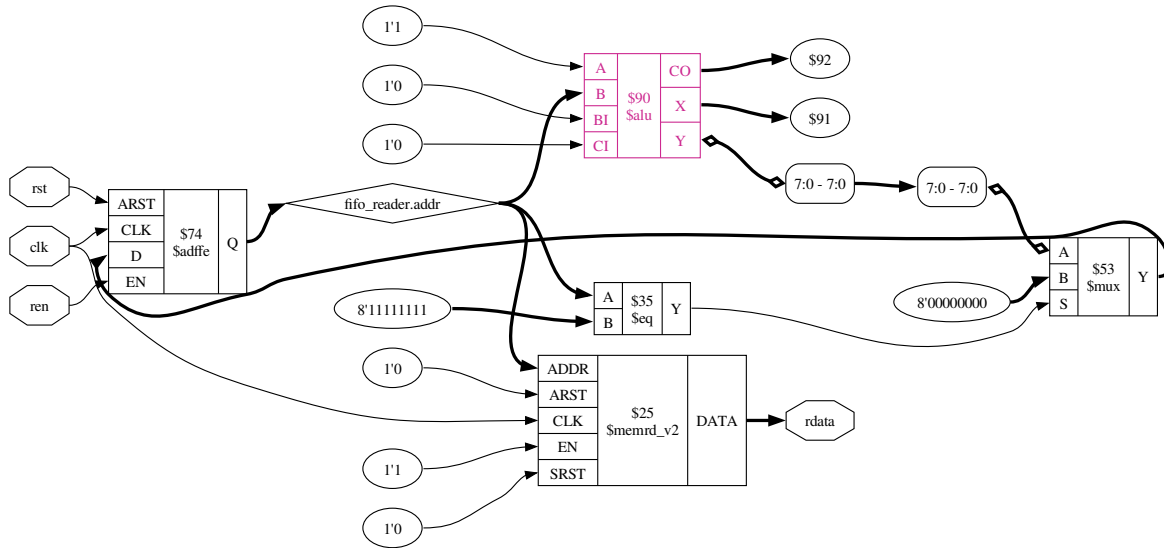 1'1
1'0
1'0
A
B
BI
CI
$90
$alu
CO
X
Y
$92
$91
7:0 - 7:0
7:0 - 7:0
rst
clk
ren
ARST
CLK
D
EN
$74
$adffe
Q
fifo_reader.addr
8'11111111
A
B
$35
$eq
Y
8'00000000
A
B
S
$53
$mux
Y
1'0
1'1
1'0
ADDR
ARST
CLK
EN
SRST
$25
$memrd_v2
DATA
rdata